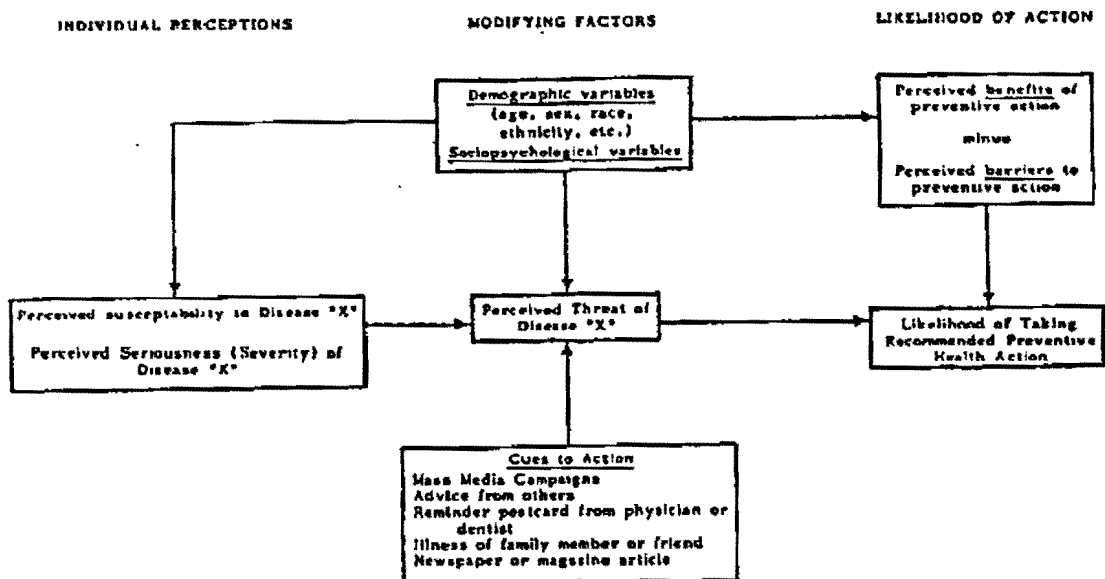 INDIVIDUAL PERCEPTIONS
MODIFYING FACTORS
LIKELIHOOD OF ACTION
Demographic variables
(age, sex, race,
ethnicity, etc.)
Sociopsychological variables
Perceived benefits of
preventive action
minus
Perceived barriers to
preventive action
Perceived susceptability to Disease "X"
Perceived Seriousness (Severity) of
Disease "X"
Perceived Threat of
Disease "X"
Likelihood of Taking
Recommended Preventive
Health Action
Cues to Action
Mass Media Campaigns
Advice from others
Reminder postcard from physician or
dentist
Illness of family member or friend
Newspaper or magazine article